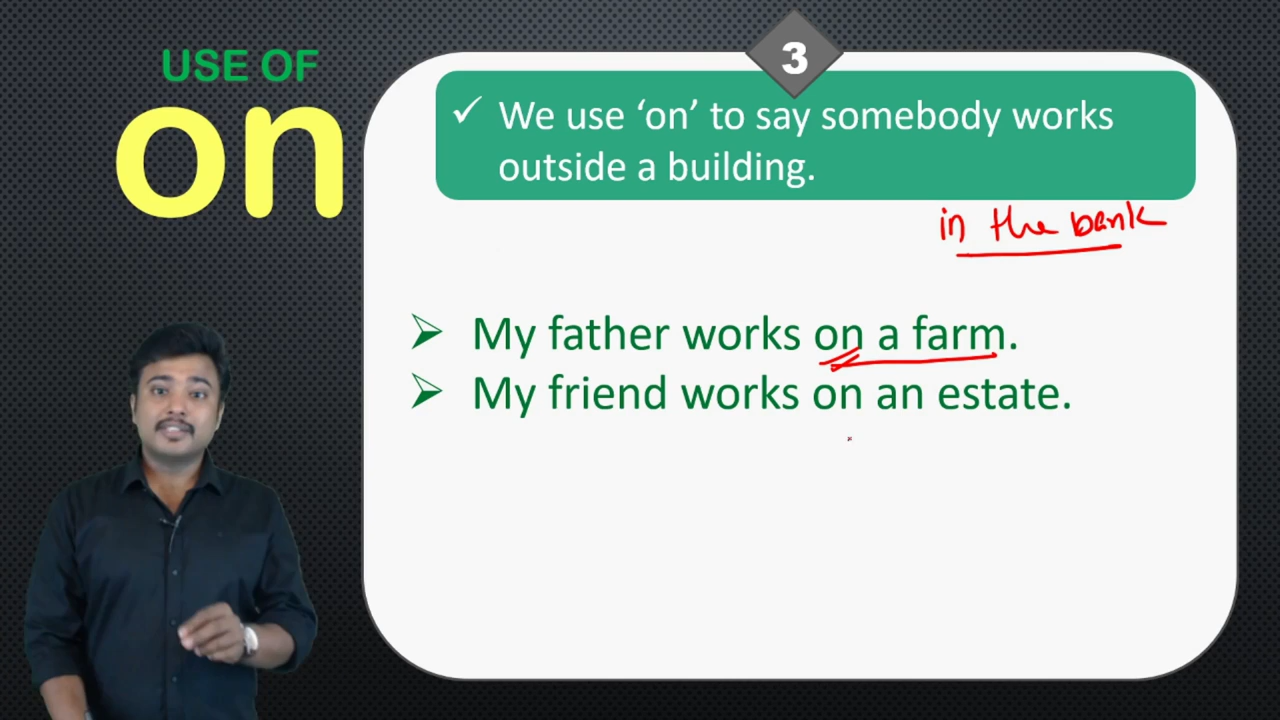 USE OF
on
3
✓ We use ‘on’ to say somebody works
outside a building.
in the bank
➢ My father works on a farm.
➢ My friend works on an estate.